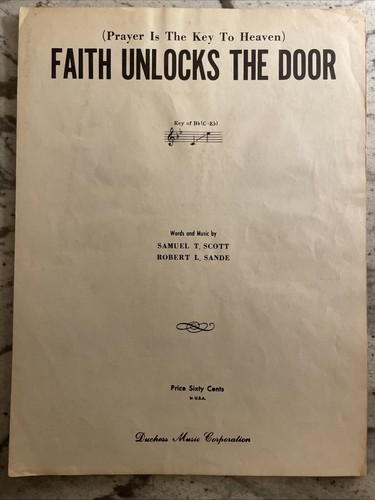 (Prayer Is The Key To Heaven)
FAITH UNLOCKS THE DOOR
Key of B♭(C-E♭)
Words and Music by
SAMUEL T. SCOTT
ROBERT L. SANDE
Price Sixty Cents
in U.S.A.
Duchess Music Corporation